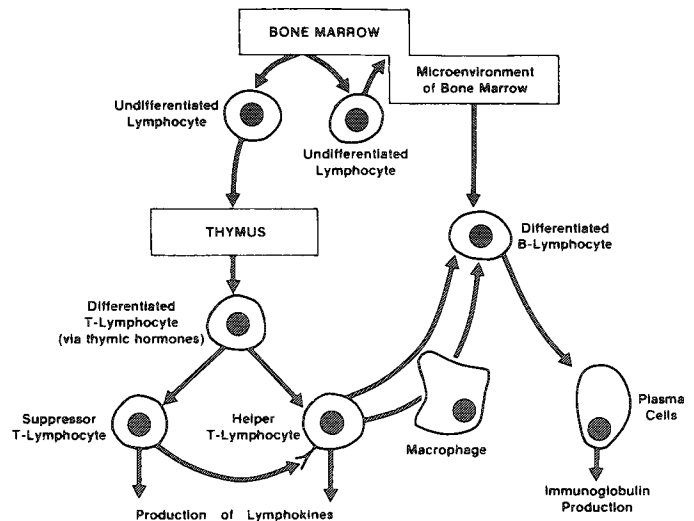 BONE MARROW
Microenvironment
of Bone Marrow
Undifferentiated
Lymphocyte
Undifferentiated
Lymphocyte
THYMUS
Differentiated
B-Lymphocyte
Differentiated
T-Lymphocyte
(via thymic hormones)
Suppressor
T-Lymphocyte
Helper
T-Lymphocyte
Macrophage
Plasma
Cells
Immunoglobulin
Production
Production of Lymphokines